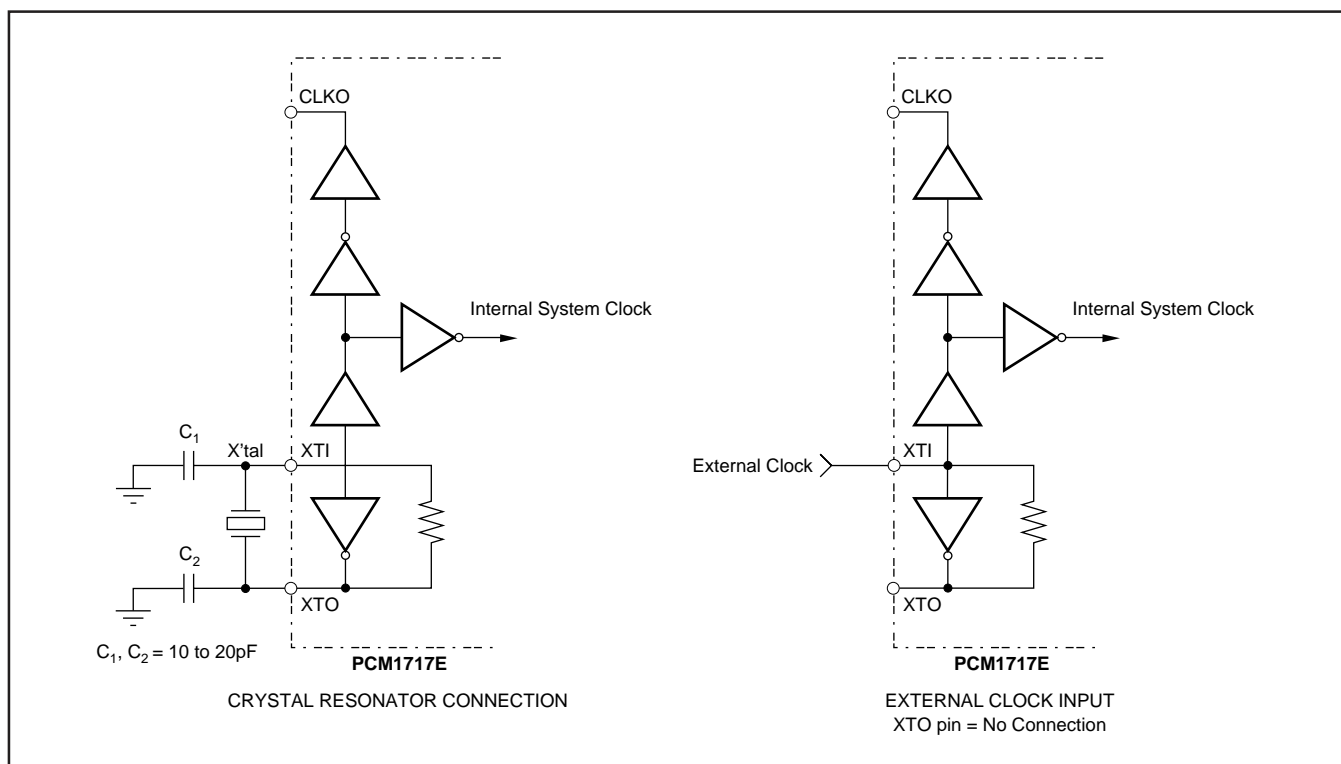 CLKO
Internal System Clock
C1
X'tal
XTI
C2
XTO
C1, C2 = 10 to 20pF
PCM1717E
CRYSTAL RESONATOR CONNECTION
CLKO
Internal System Clock
External Clock
XTI
XTO
PCM1717E
EXTERNAL CLOCK INPUT
XTO pin = No Connection